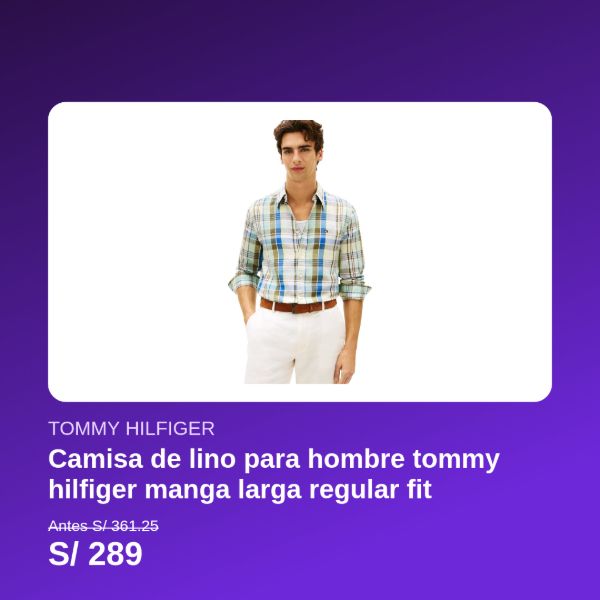 TOMMY HILFIGER
Camisa de lino para hombre tommy
hilfiger manga larga regular fit
Antes S/ 361.25
S/ 289